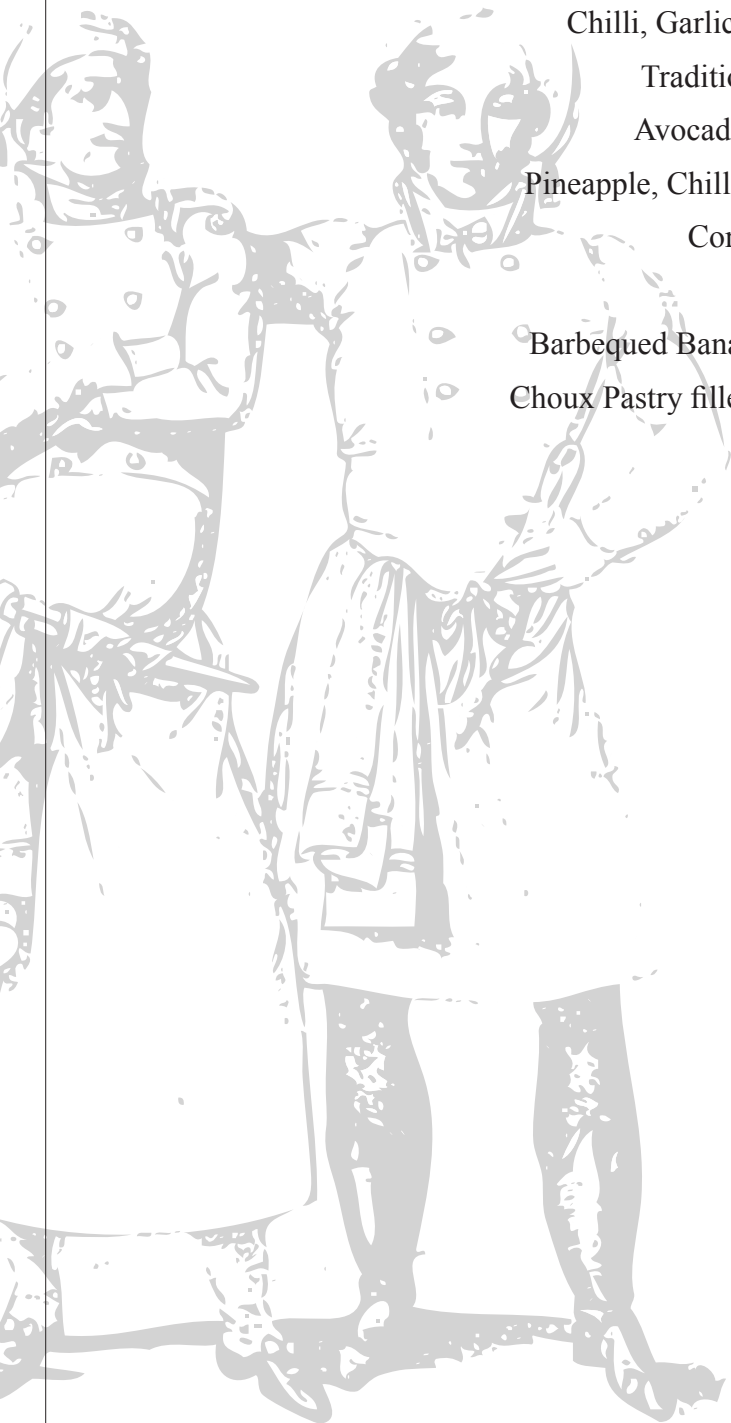 Chilli, Garlic
Traditio
Avocad
Pineapple, Chill
Cor
Barbequed Bana
Choux Pastry fille